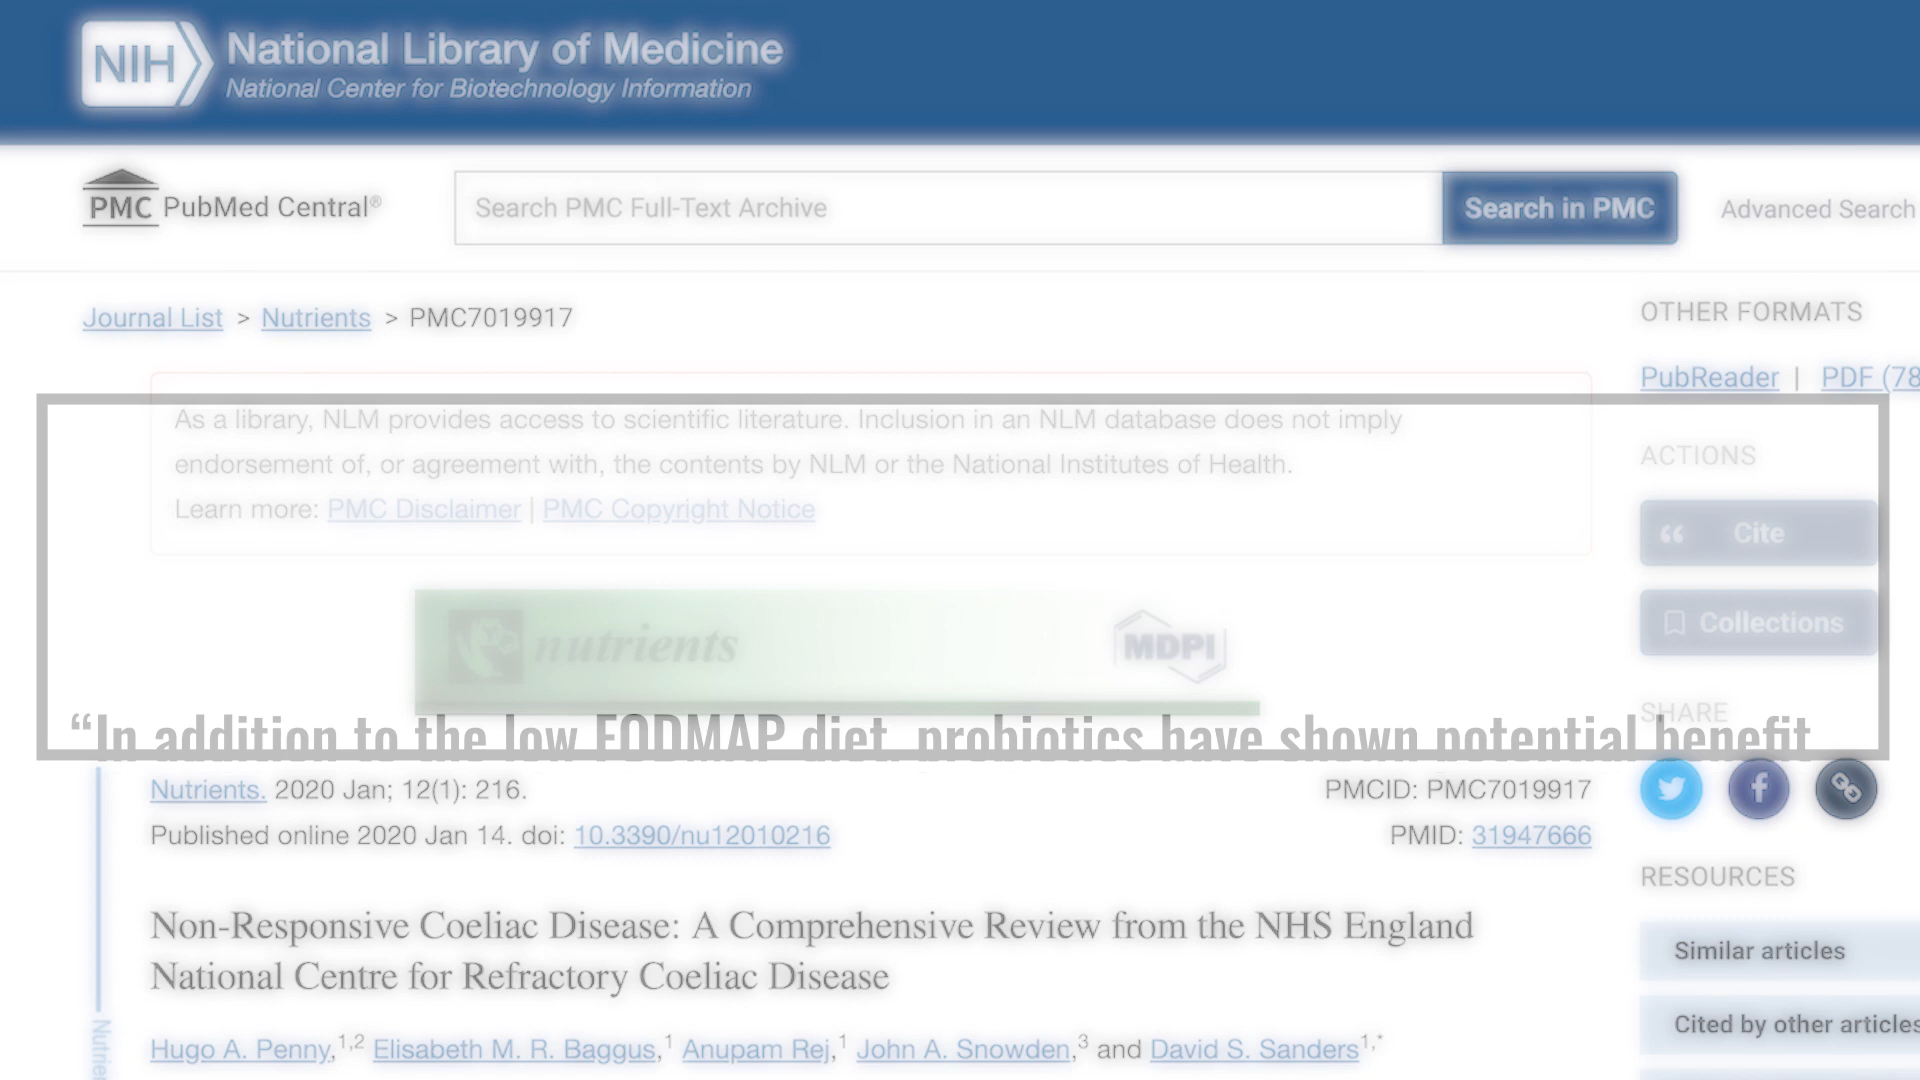 NIH National Library of Medicine
National Center for Biotechnology Information
PMC PubMed Central®
Search PMC Full-Text Archive
Search in PMC
Advanced Search
Journal List > Nutrients > PMC7019917
OTHER FORMATS
PubReader | PDF (78
As a library, NLM provides access to scientific literature. Inclusion in an NLM database does not imply
endorsement of, or agreement with, the contents by NLM or the National Institutes of Health.
Learn more: PMC Disclaimer | PMC Copyright Notice
ACTIONS
Cite
Collections
nutrients
MDPI
SHARE
“In addition to the low FODMAP diet, probiotics have shown potential benefit
Nutrients. 2020 Jan; 12(1): 216.
PMCID: PMC7019917
Published online 2020 Jan 14. doi: 10.3390/nu12010216
PMID: 31947666
RESOURCES
Non-Responsive Coeliac Disease: A Comprehensive Review from the NHS England
National Centre for Refractory Coeliac Disease
Similar articles
Cited by other articles
Hugo A. Penny,1,2 Elisabeth M. R. Baggus,1 Anupam Rej,1 John A. Snowden,3 and David S. Sanders1,*
Nutrie